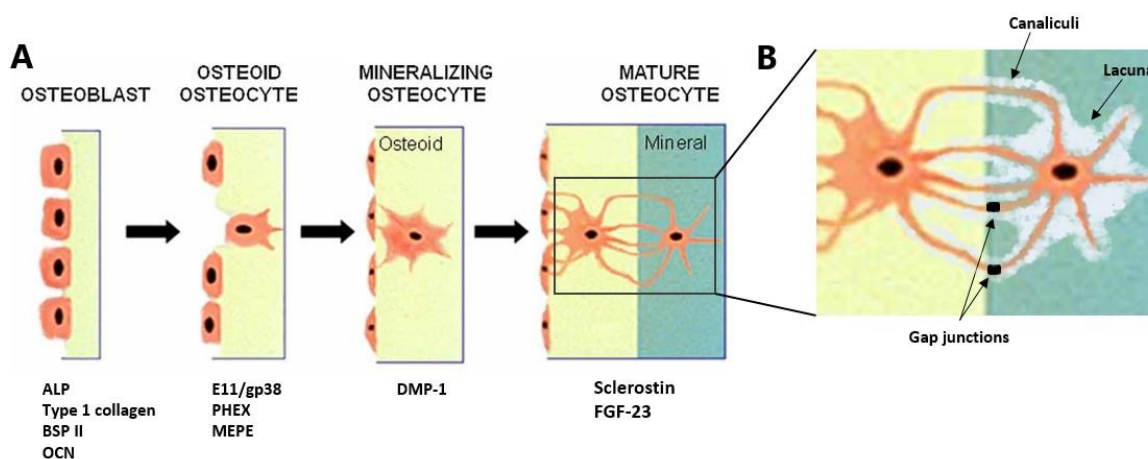 A
OSTEOBLAST
OSTEOID
OSTEOCYTE
MINERALIZING
OSTEOCYTE
MATURE
OSTEOCYTE
Osteoid
Mineral
ALP
Type 1 collagen
BSP II
OCN
E11/gp38
PHEX
MEPE
DMP-1
Sclerostin
FGF-23
B
Canaliculi
Lacuna
Gap junctions